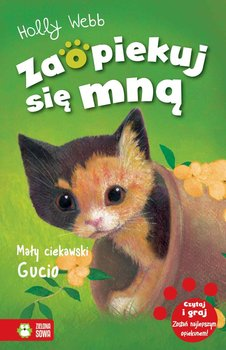 Holly Webb
Zaopiekuj
się mną
Mały ciekawski
Gucio
Czytaj
i graj
Zostań najlepszym
opiekunem!
ZIELONA
SOWA